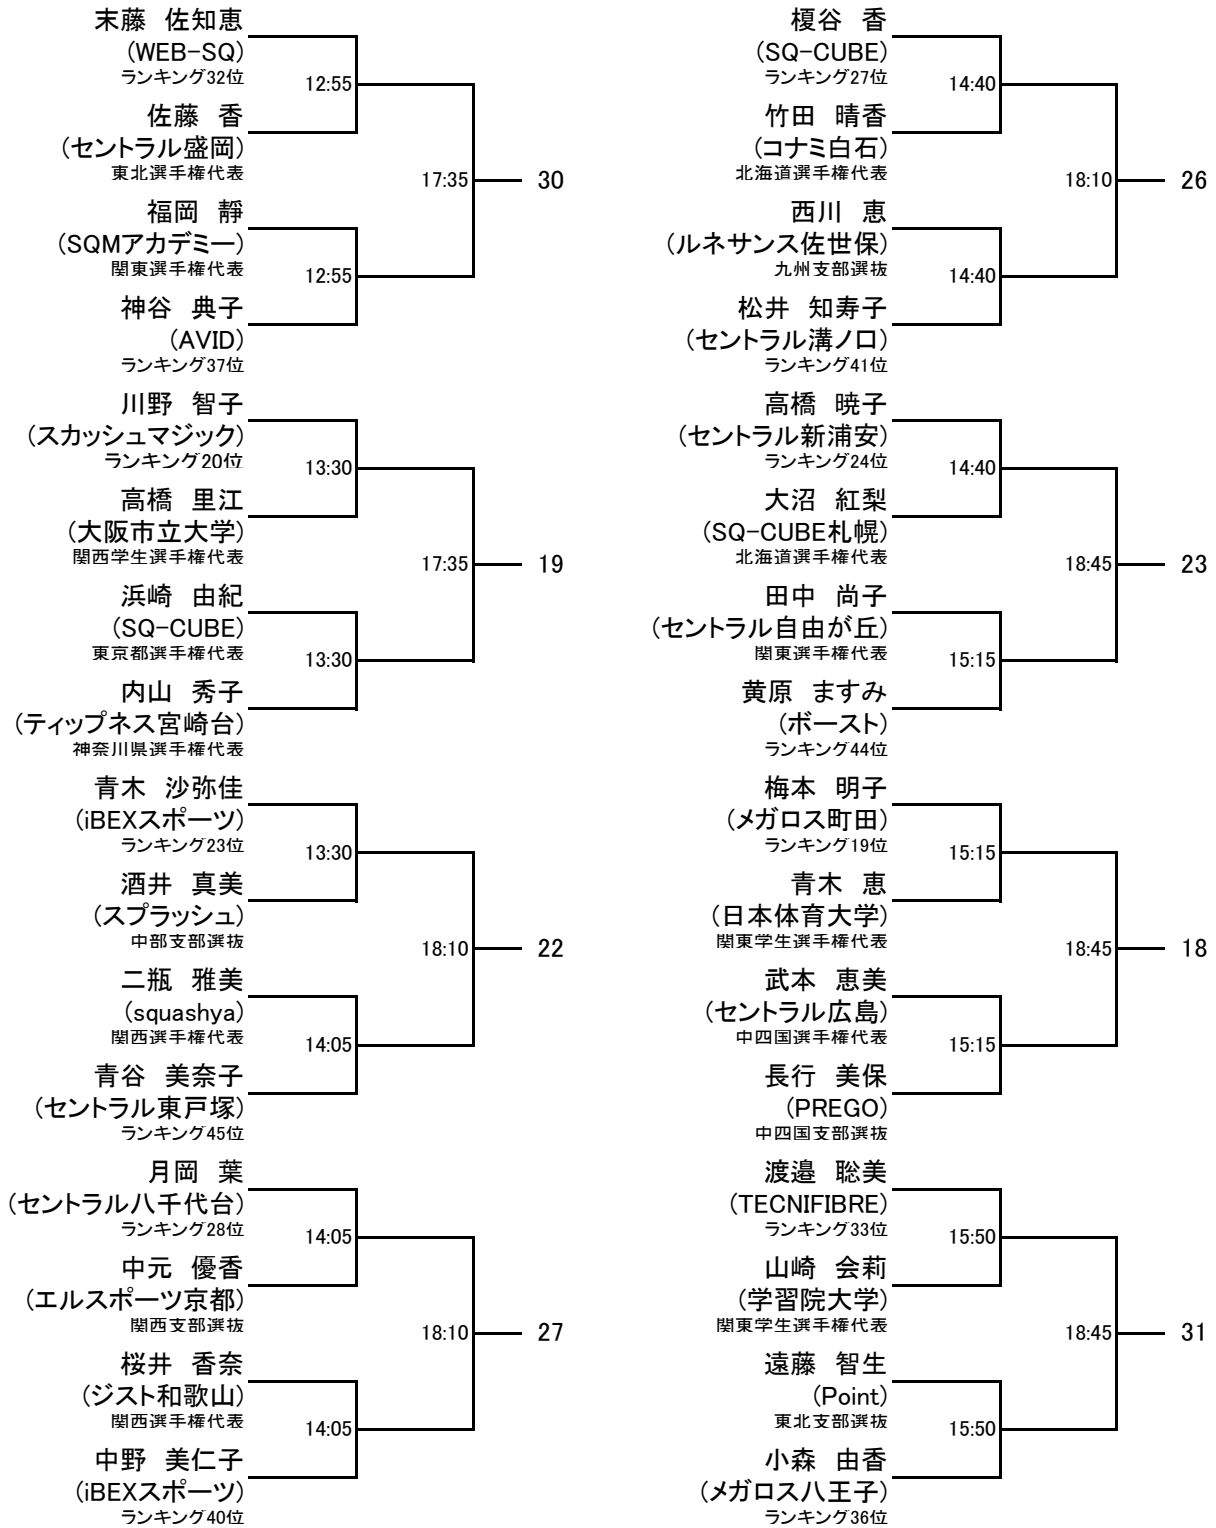 末藤 佐知恵
(WEB-SQ)
ランキング32位
12:55
佐藤 香
(セントラル盛岡)
東北選手権代表
17:35
30
福岡 靜
(SQMアカデミー)
関東選手権代表
12:55
神谷 典子
(AVID)
ランキング37位
川野 智子
(スカッシュマジック)
ランキング20位
13:30
高橋 里江
(大阪市立大学)
関西学生選手権代表
17:35
19
浜崎 由紀
(SQ-CUBE)
東京都選手権代表
13:30
内山 秀子
(ティップネス宮崎台)
神奈川県選手権代表
青木 沙弥佳
(iBEXスポーツ)
ランキング23位
13:30
酒井 真美
(スプラッシュ)
中部支部選抜
18:10
22
二瓶 雅美
(squashya)
関西選手権代表
14:05
青谷 美奈子
(セントラル東戸塚)
ランキング45位
月岡 葉
(セントラル八千代台)
ランキング28位
14:05
中元 優香
(エルスポーツ京都)
関西支部選抜
18:10
27
桜井 香奈
(ジスト和歌山)
関西選手権代表
14:05
中野 美仁子
(iBEXスポーツ)
ランキング40位
榎谷 香
(SQ-CUBE)
ランキング27位
14:40
竹田 晴香
(コナミ白石)
北海道選手権代表
18:10
26
西川 恵
(ルネサンス佐世保)
九州支部選抜
14:40
松井 知寿子
(セントラル溝ノ口)
ランキング41位
高橋 暁子
(セントラル新浦安)
ランキング24位
14:40
大沼 紅梨
(SQ-CUBE札幌)
北海道選手権代表
18:45
23
田中 尚子
(セントラル自由が丘)
関東選手権代表
15:15
黄原 ますみ
(ボースト)
ランキング44位
梅本 明子
(メガロス町田)
ランキング19位
15:15
青木 恵
(日本体育大学)
関東学生選手権代表
18:45
18
武本 恵美
(セントラル広島)
中四国選手権代表
15:15
長行 美保
(PREGO)
中四国支部選抜
渡邉 聡美
(TECNIFIBRE)
ランキング33位
15:50
山崎 会莉
(学習院大学)
関東学生選手権代表
18:45
31
遠藤 智生
(Point)
東北支部選抜
15:50
小森 由香
(メガロス八王子)
ランキング36位